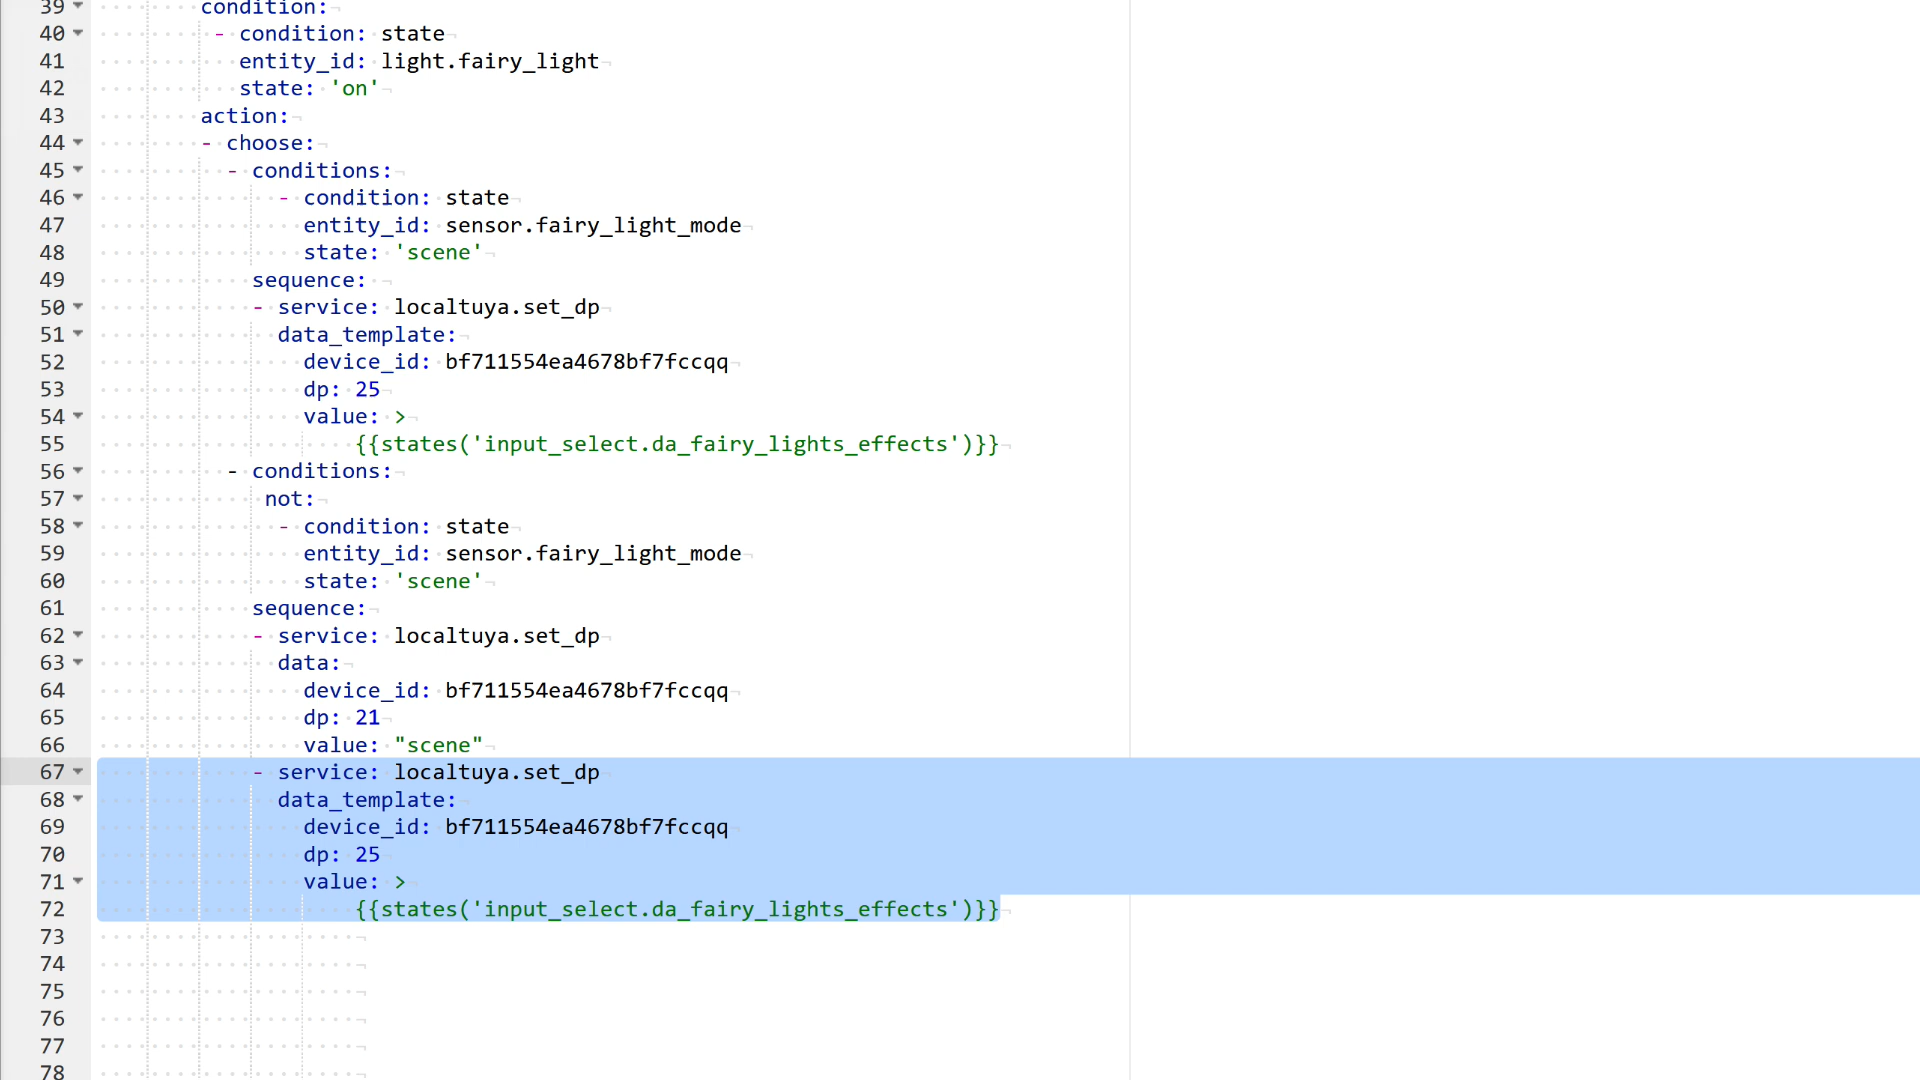 39 condition:
40 - condition: state
41 entity_id: light.fairy_light
42 state: 'on'
43 action:
44 - choose:
45 - conditions:
46 - condition: state
47 entity_id: sensor.fairy_light_mode
48 state: 'scene'
49 sequence:
50 - service: localtuya.set_dp
51 data_template:
52 device_id: bf711554ea4678bf7fccqq
53 dp: 25
54 value: >
55 {{states('input_select.da_fairy_lights_effects')}}
56 - conditions:
57 not:
58 - condition: state
59 entity_id: sensor.fairy_light_mode
60 state: 'scene'
61 sequence:
62 - service: localtuya.set_dp
63 data:
64 device_id: bf711554ea4678bf7fccqq
65 dp: 21
66 value: "scene"
67 - service: localtuya.set_dp
68 data_template:
69 device_id: bf711554ea4678bf7fccqq
70 dp: 25
71 value: >
72 {{states('input_select.da_fairy_lights_effects')}}
73
74
75
76
77
78